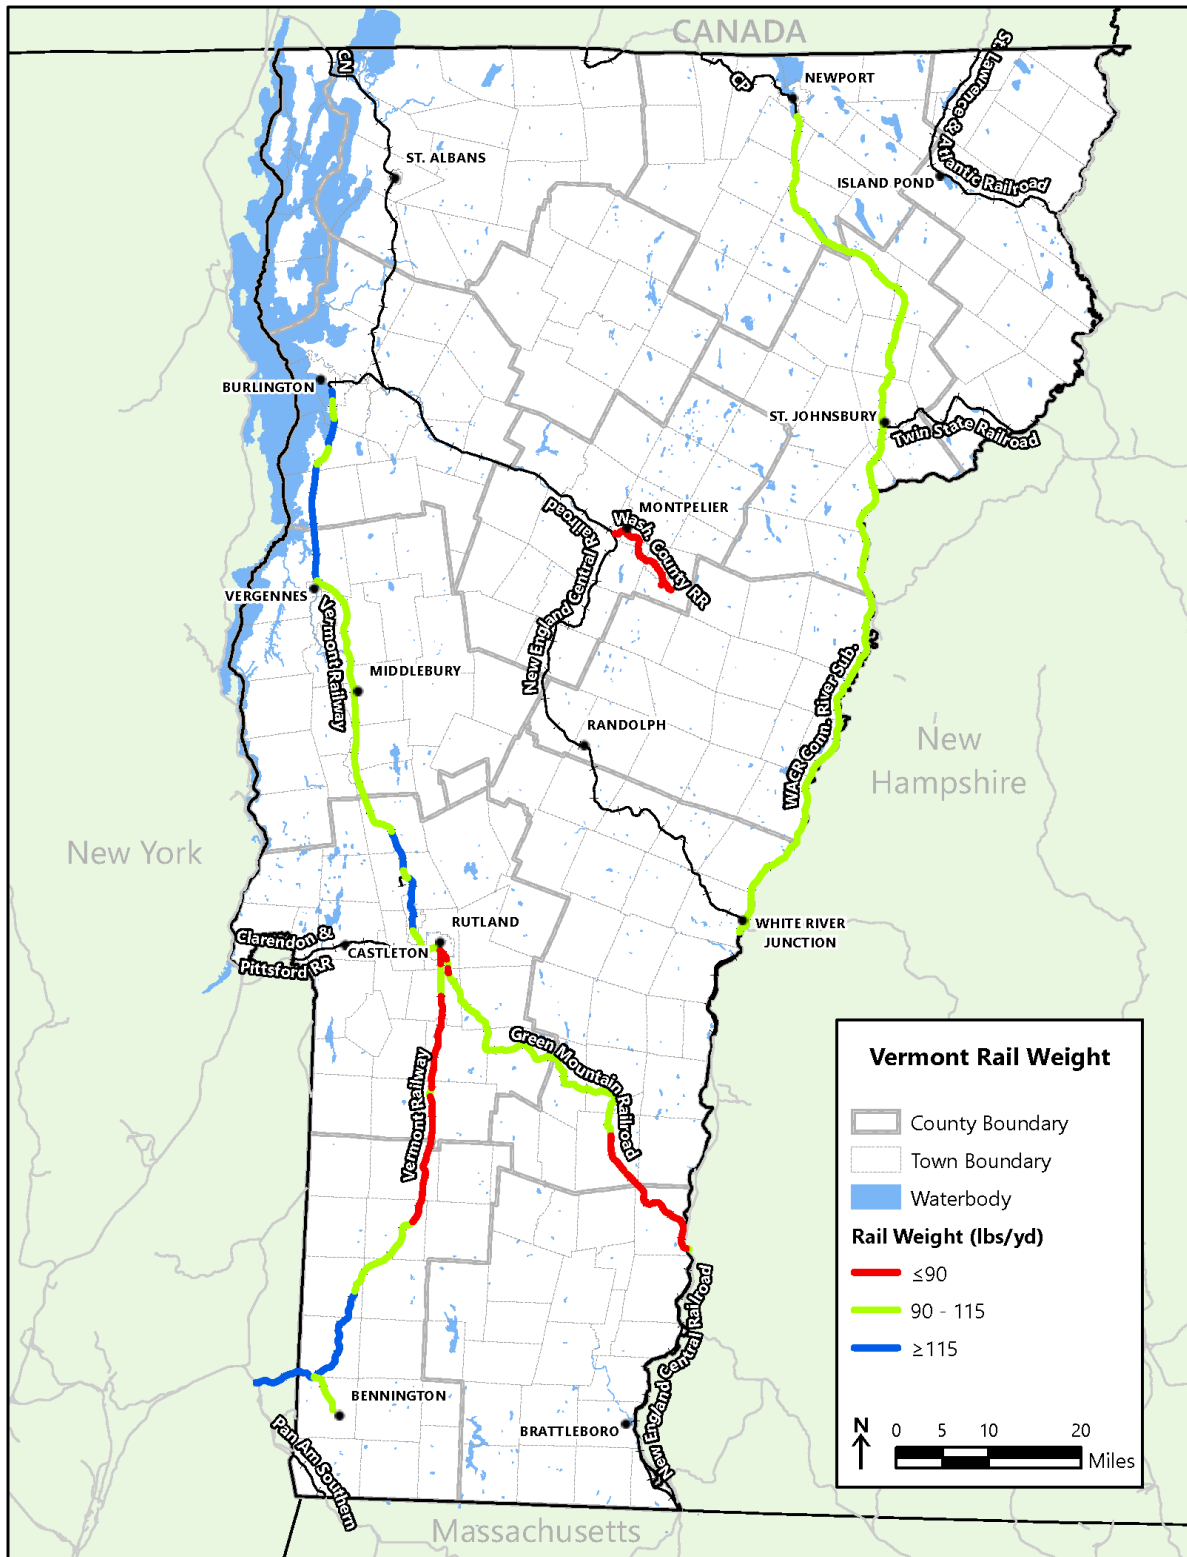 CANADA
CN
CP
NEWPORT
St. Lawrence & Atlantic Railroad
ST. ALBANS
ISLAND POND
BURLINGTON
ST. JOHNSBURY
Twin State Railroad
MONTPELIER
Wash. County RR
New England Central Railroad
VERGENNES
Vermont Railway
MIDDLEBURY
WACR Conn. River Sub.
RANDOLPH
New
Hampshire
New York
RUTLAND
WHITE RIVER
JUNCTION
Clarendon &
Pittsford RR
CASTLETON
Green Mountain Railroad
Vermont Railway
New England Central Railroad
BENNINGTON
BRATTLEBORO
Pan Am Southern
Massachusetts
Vermont Rail Weight
County Boundary
Town Boundary
Waterbody
Rail Weight (lbs/yd)
≤90
90 - 115
≥115
N
0 5 10 20
Miles